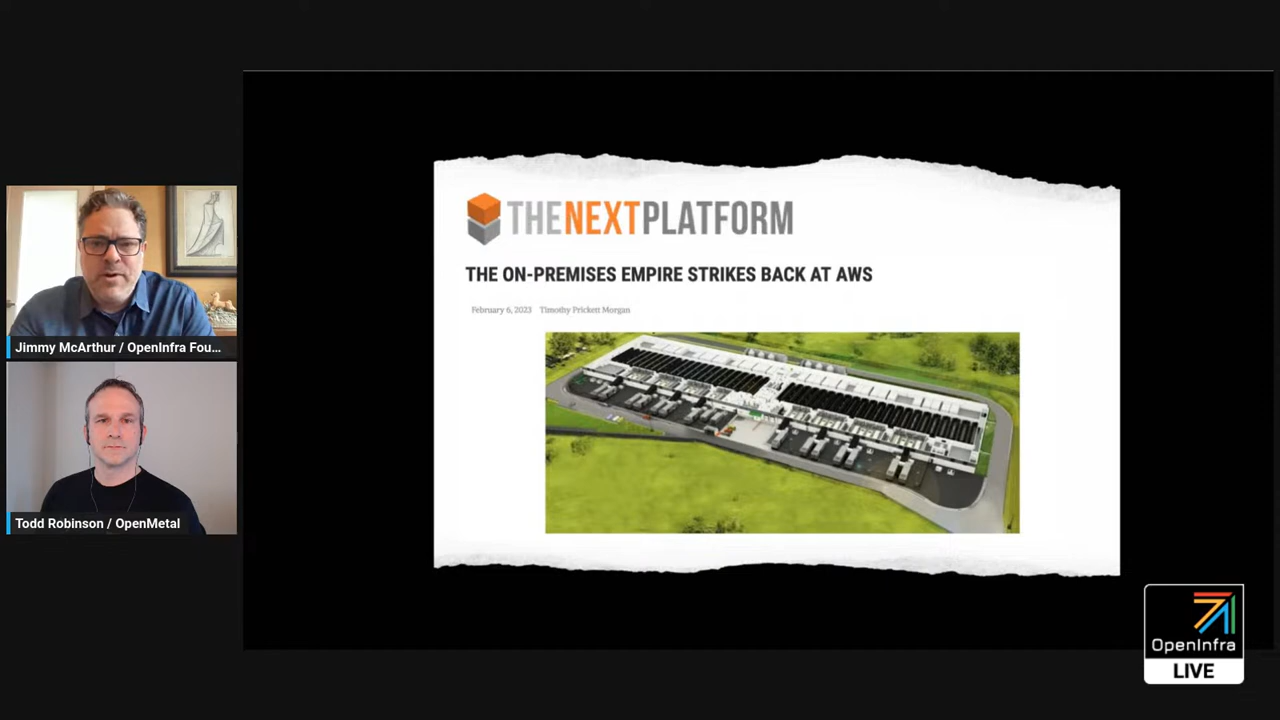 THENEXTPLATFORM
THE ON-PREMISES EMPIRE STRIKES BACK AT AWS
February 6, 2023 Timothy Prickett Morgan
Jimmy McArthur / OpenInfra Fou...
Todd Robinson / OpenMetal
OpenInfra
LIVE